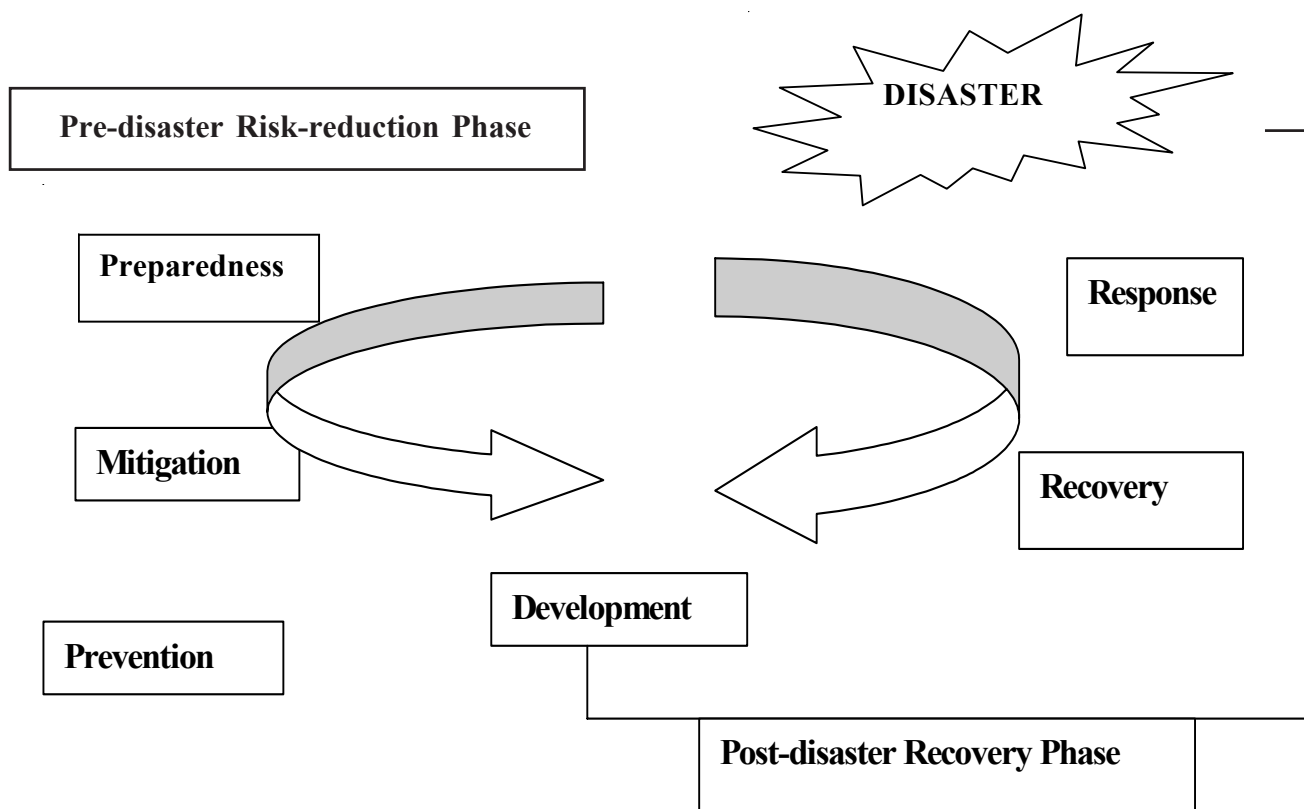 DISASTER
Pre-disaster Risk-reduction Phase
Preparedness
Response
Mitigation
Recovery
Development
Prevention
Post-disaster Recovery Phase